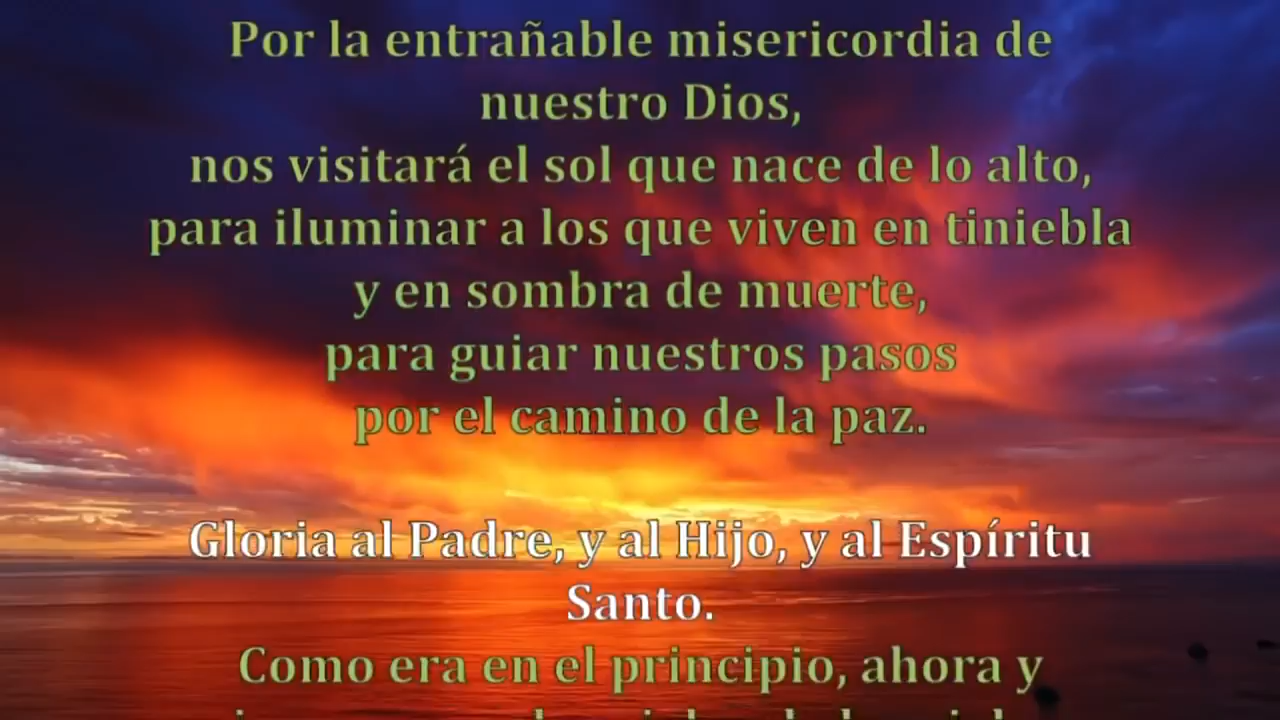 Por la entrañable misericordia de
nuestro Dios,
nos visitará el sol que nace de lo alto,
para iluminar a los que viven en tiniebla
y en sombra de muerte,
para guiar nuestros pasos
por el camino de la paz.
Gloria al Padre, y al Hijo, y al Espíritu
Santo.
Como era en el principio, ahora y